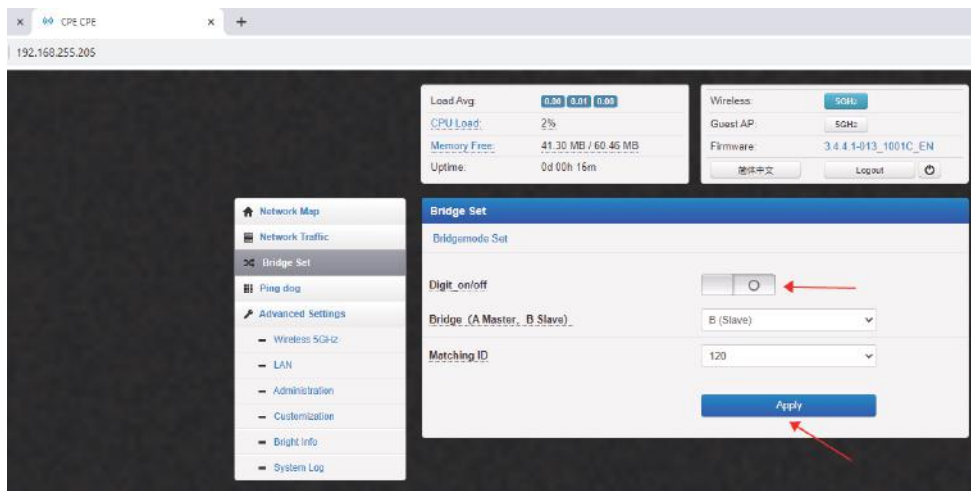 CPE CPE
192.168.255.205
Load Avg: 0.00 0.01 0.00
CPU Load: 2%
Memory Free: 41.30 MB / 60.46 MB
Uptime: 0d 00h 16m
Wireless: 5GHz
Guest AP: 5GHz
Firmware: 3.4.4.1-013_1001C_EN
简体中文 Logout
Network Map
Network Traffic
Bridge Set
Ping dog
Advanced Settings
Wireless 5GHz
LAN
Administration
Customization
Bright Info
System Log
Bridge Set
Bridgemode Set
Digit_on/off
Bridge (A Master, B Slave) B (Slave)
Matching ID 120
Apply